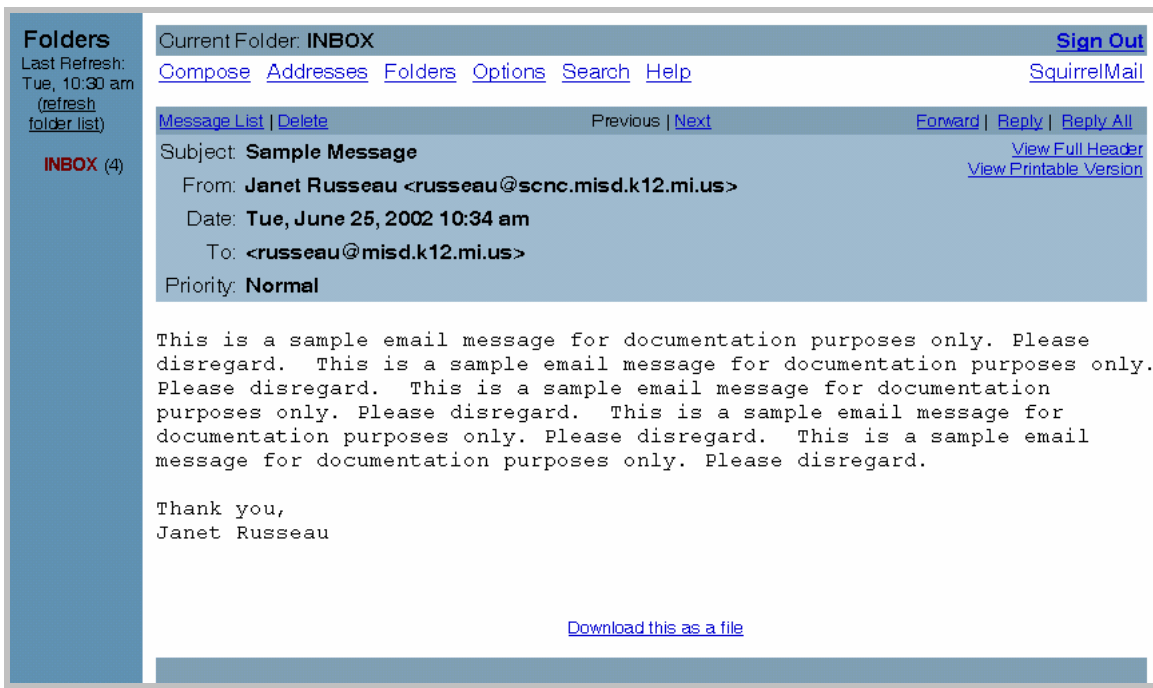 Folders
Last Refresh:
Tue, 10:30 am
(refresh
folder list)
INBOX (4)
Current Folder: INBOX Sign Out
Compose Addresses Folders Options Search Help SquirrelMail
Message List | Delete Previous | Next Forward | Reply | Reply All
Subject: Sample Message View Full Header
View Printable Version
From: Janet Russeau <russeau@scnc.misd.k12.mi.us>
Date: Tue, June 25, 2002 10:34 am
To: <russeau@misd.k12.mi.us>
Priority: Normal
This is a sample email message for documentation purposes only. Please
disregard.  This is a sample email message for documentation purposes only.
Please disregard.  This is a sample email message for documentation
purposes only. Please disregard.  This is a sample email message for
documentation purposes only. Please disregard.  This is a sample email
message for documentation purposes only. Please disregard.
Thank you,
Janet Russeau
Download this as a file